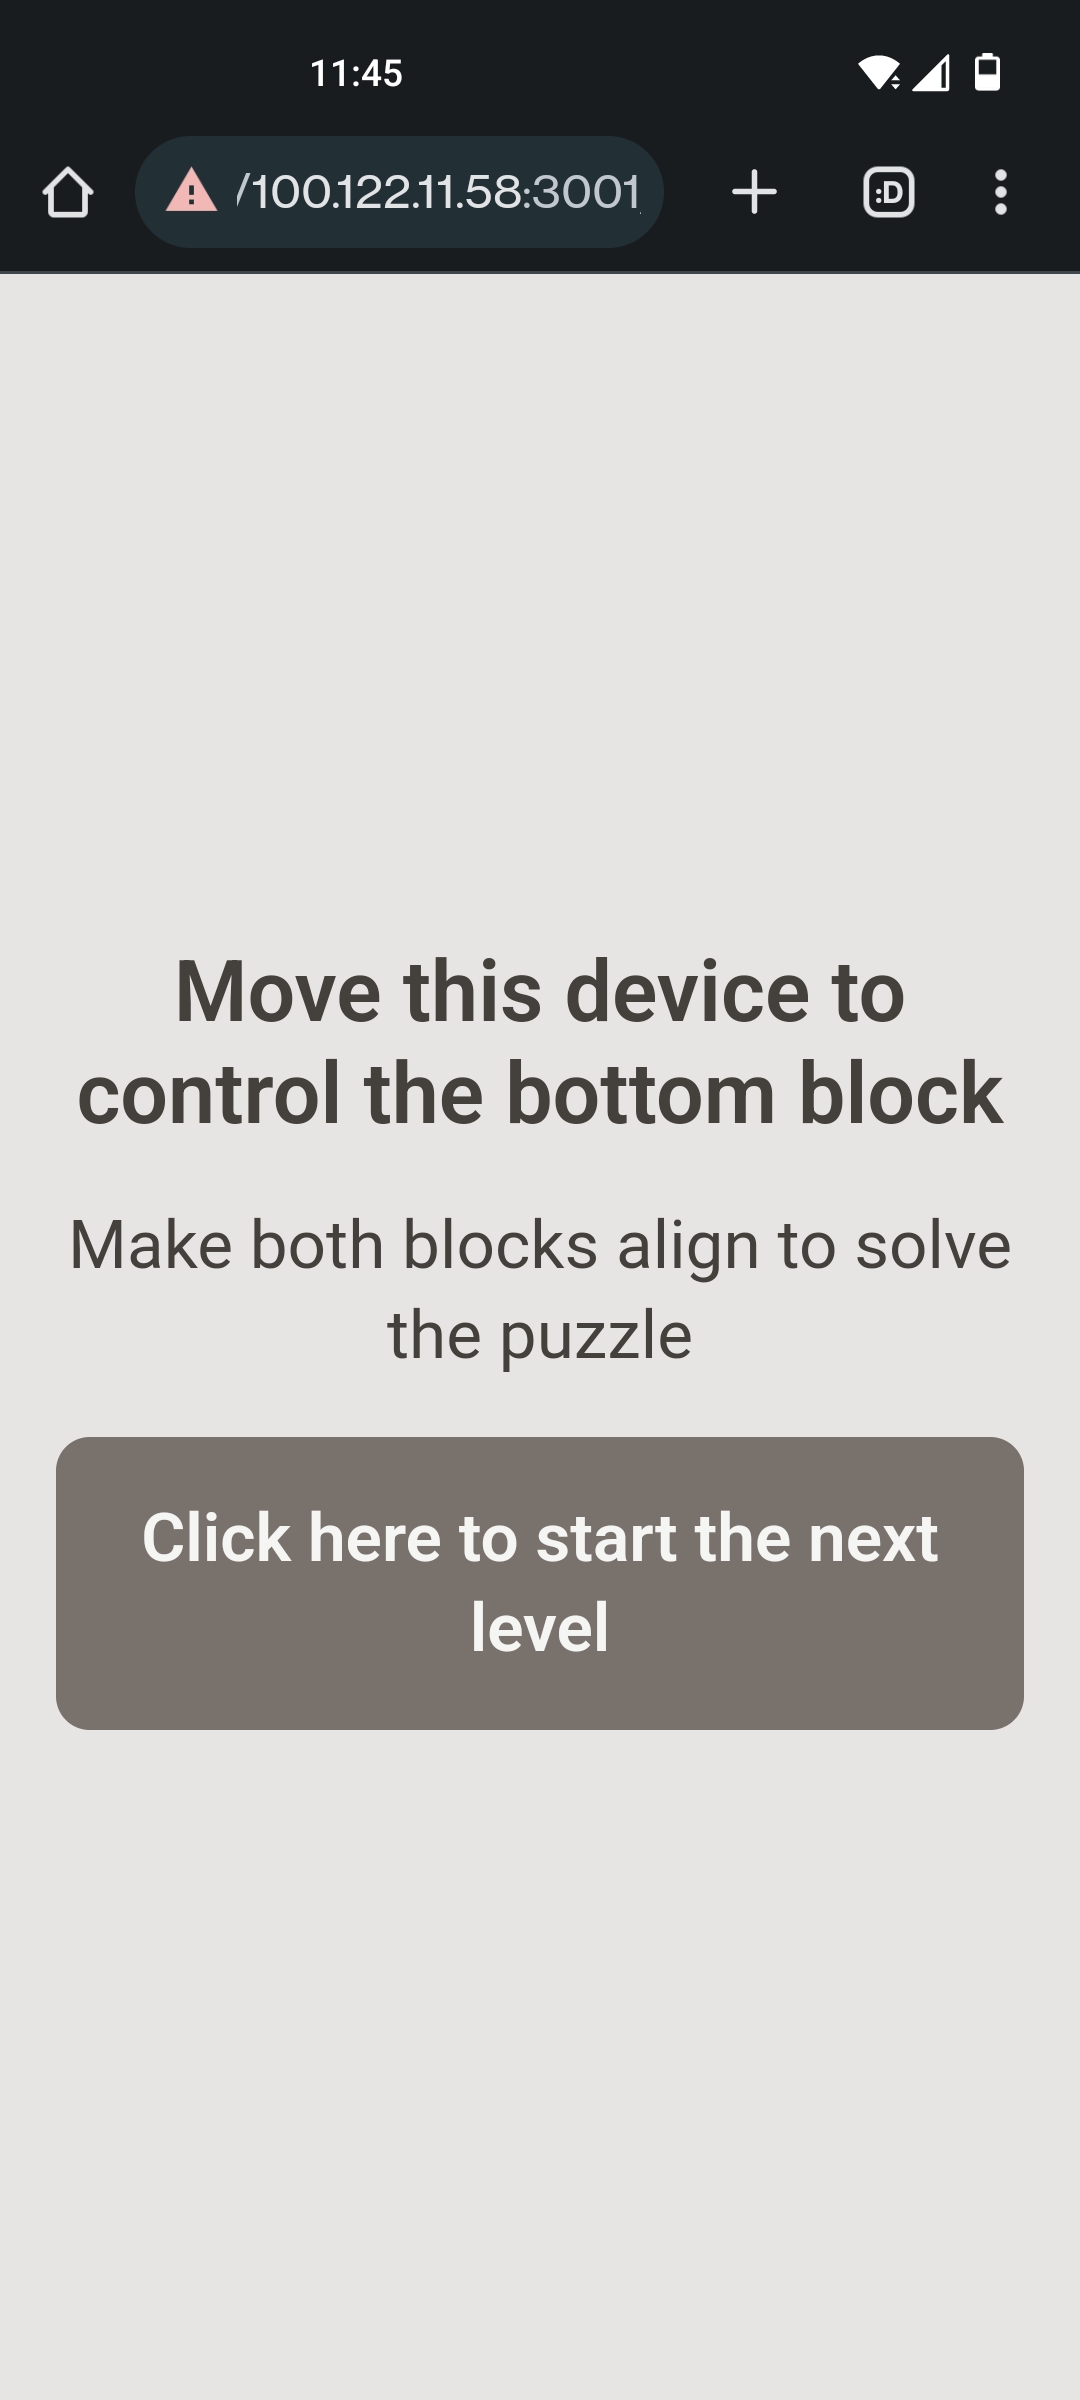 11:45
/100.122.11.58:3001
:D
Move this device to
control the bottom block
Make both blocks align to solve
the puzzle
Click here to start the next
level